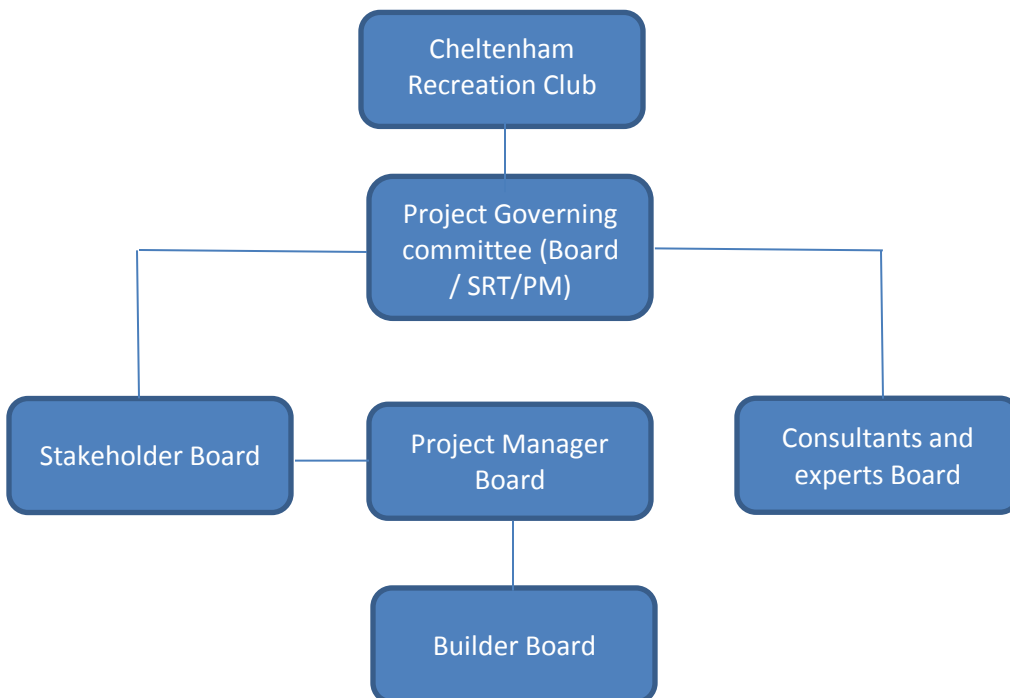 Cheltenham
Recreation Club
Project Governing
committee (Board
/ SRT/PM)
Stakeholder Board
Project Manager
Board
Consultants and
experts Board
Builder Board